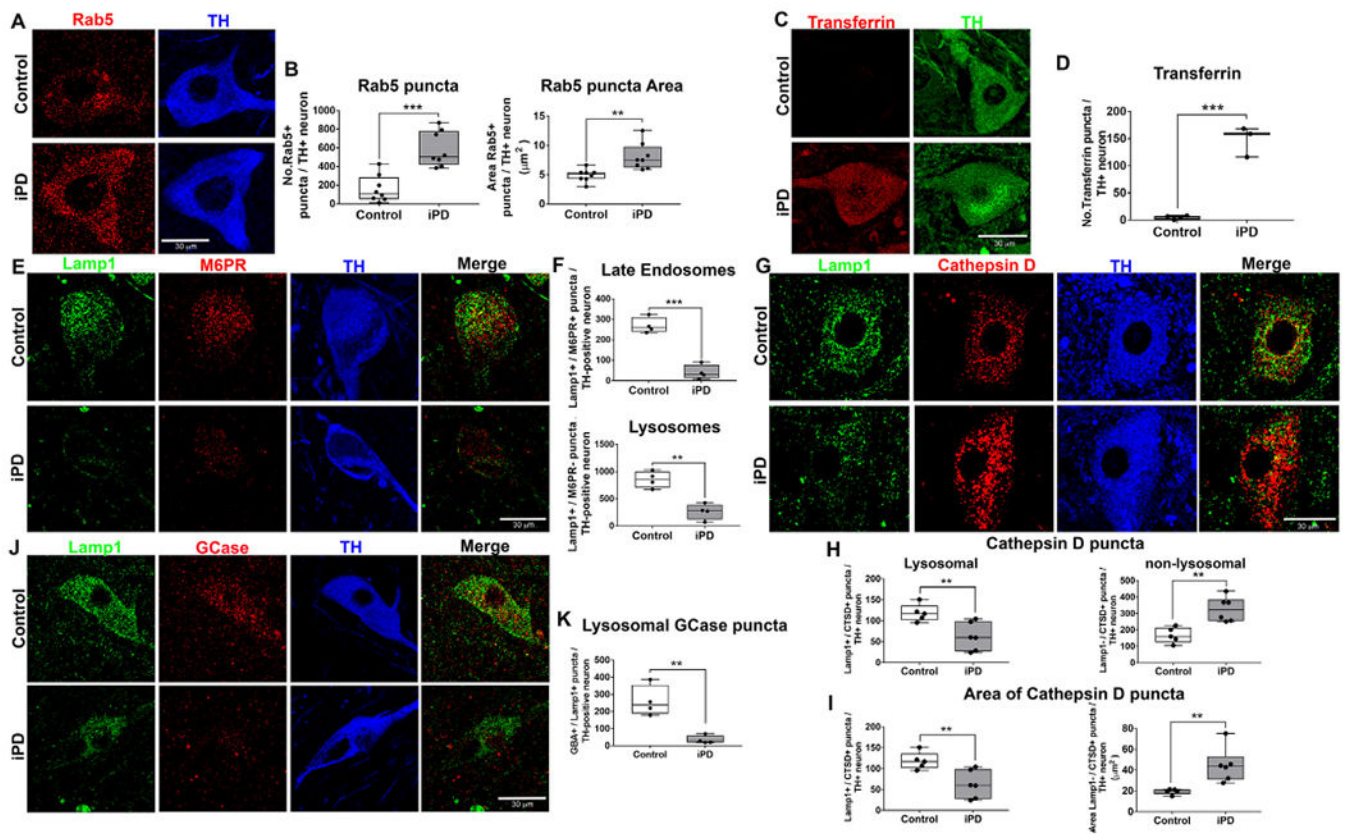 A
Rab5
TH
Control
iPD
30 µm
B
Rab5 puncta
No.Rab5+
puncta / TH+ neuron
1000
800
600
400
200
0
***
Control
iPD
Rab5 puncta Area
Area Rab5+
puncta / TH+ neuron
(µm²)
15
10
5
0
**
Control
iPD
C
Transferrin
TH
Control
iPD
30 µm
D
Transferrin
No.Transferrin puncta /
TH+ neuron
200
150
100
50
0
***
Control
iPD
E
Lamp1
M6PR
TH
Merge
Control
iPD
30 µm
F
Late Endosomes
Lamp1+ / M6PR+ puncta /
TH-positive neuron
400
300
200
100
0
***
Control
iPD
Lysosomes
Lamp1+ / M6PR- puncta
TH-positive neuron
1500
1000
500
0
**
Control
iPD
G
Lamp1
Cathepsin D
TH
Merge
Control
iPD
30 µm
H
Cathepsin D puncta
Lysosomal
Lamp1+ / CTSD+ puncta /
TH+ neuron
200
150
100
50
0
**
Control
iPD
non-lysosomal
Lamp1- / CTSD+ puncta /
TH+ neuron
500
400
300
200
100
0
**
Control
iPD
I
Area of Cathepsin D puncta
Lamp1+ / CTSD+ puncta /
TH+ neuron
200
150
100
50
0
**
Control
iPD
Area Lamp1- / CTSD+ puncta /
TH+ neuron
(µm²)
80
60
40
20
0
**
Control
iPD
J
Lamp1
GCase
TH
Merge
Control
iPD
30 µm
K
Lysosomal GCase puncta
GBA+ / Lamp1+ puncta /
TH-positive neuron
500
400
300
200
100
0
**
Control
iPD